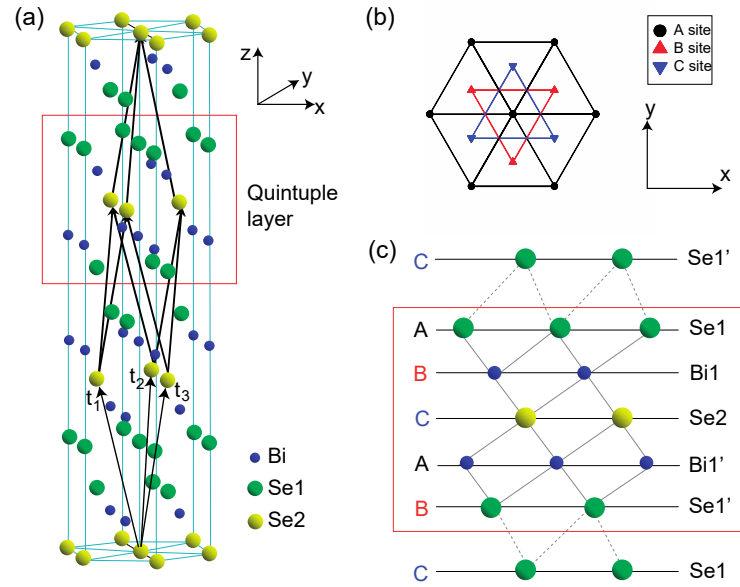 (a)
z
y
x
Quintuple
layer
t1
t2
t3
Bi
Se1
Se2
(b)
A site
B site
C site
y
x
(c)
C Se1'
A Se1
B Bi1
C Se2
A Bi1'
B Se1'
C Se1